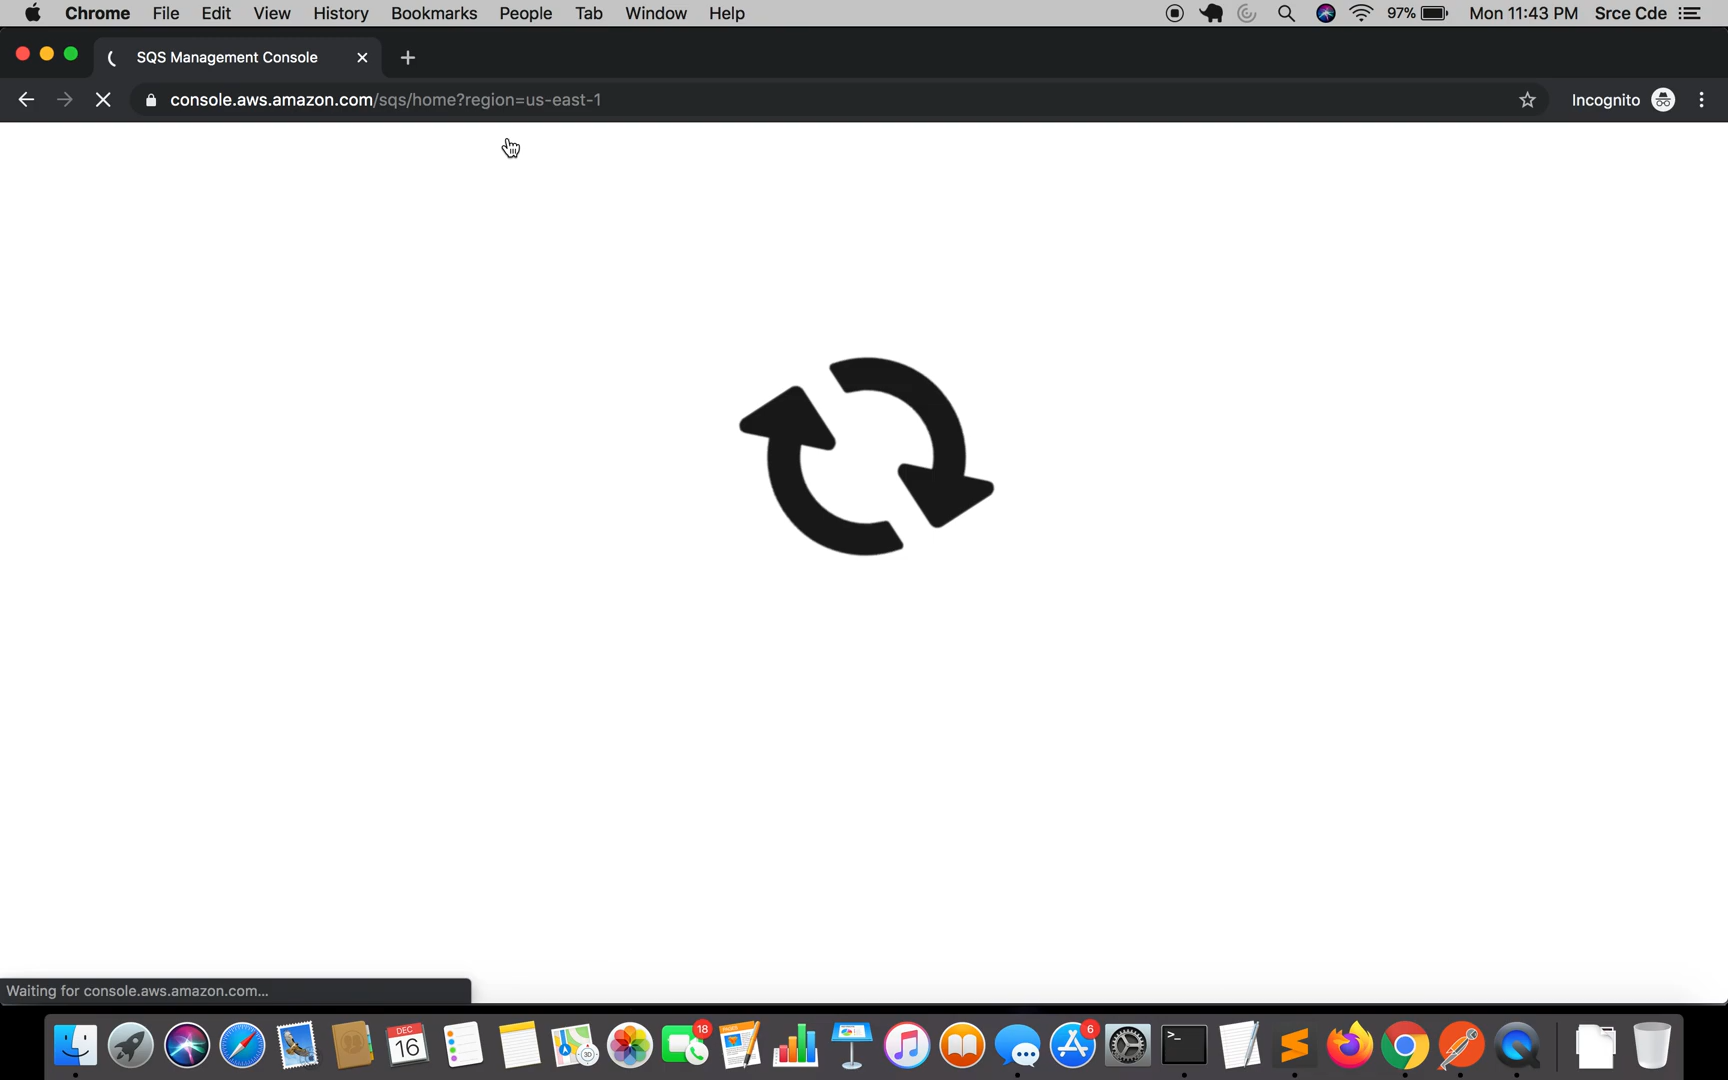 Chrome File Edit View History Bookmarks People Tab Window Help 97% Mon 11:43 PM Srce Cde
SQS Management Console
console.aws.amazon.com/sqs/home?region=us-east-1 Incognito
Waiting for console.aws.amazon.com...
DEC 16 18 PAGES 6 >_